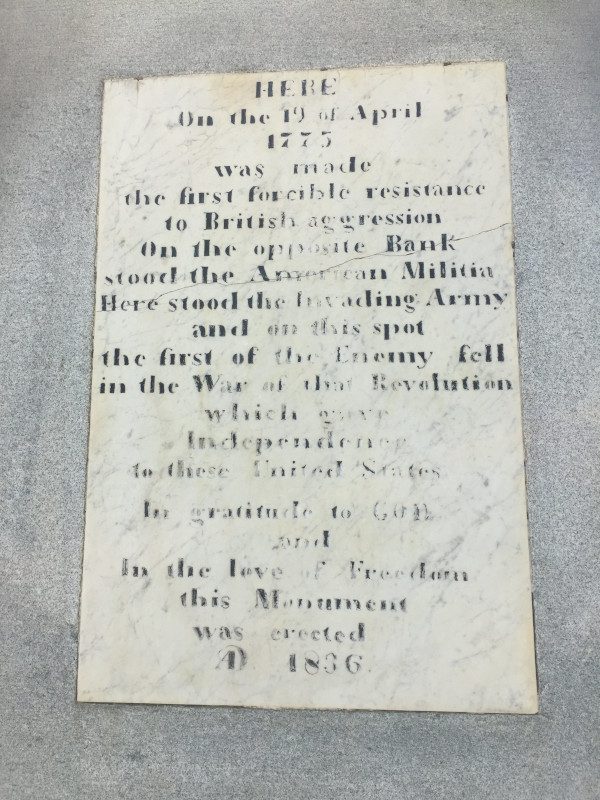 HERE
On the 19 of April
1775
was made
the first forcible resistance
to British aggression
On the opposite Bank
stood the American Militia
Here stood the Invading Army
and on this spot
the first of the Enemy fell
in the War of that Revolution
which gave
Independence
to these United States
In gratitude to GOD
and
In the love of Freedom
this Monument
was erected
AD 1836.